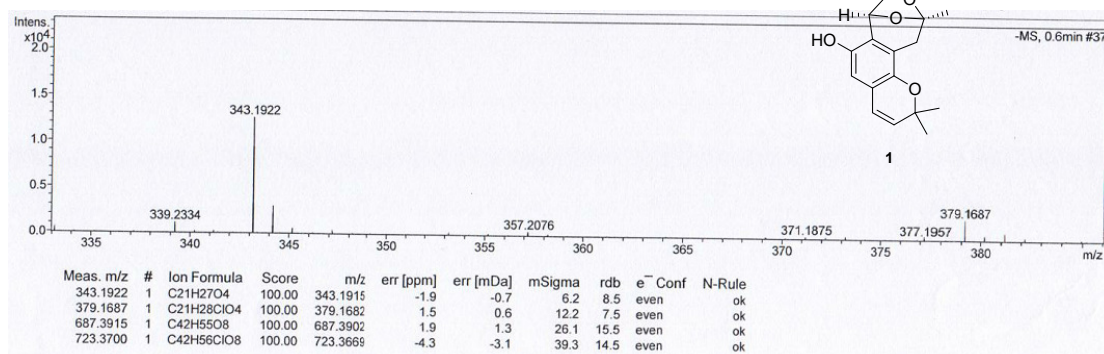 Intens.
x10⁴
2.0
1.5
1.0
0.5
0.0
343.1922
339.2334
357.2076
371.1875
377.1957
379.1687
-MS, 0.6min #37
335 340 345 350 355 360 365 370 375 380 m/z
H O O
HO
O
1
Meas. m/z # Ion Formula Score m/z err [ppm] err [mDa] mSigma rdb e⁻ Conf N-Rule
343.1922 1 C21H27O4 100.00 343.1915 -1.9 -0.7 6.2 8.5 even ok
379.1687 1 C21H28ClO4 100.00 379.1682 1.5 0.6 12.2 7.5 even ok
687.3915 1 C42H55O8 100.00 687.3902 1.9 1.3 26.1 15.5 even ok
723.3700 1 C42H56ClO8 100.00 723.3669 -4.3 -3.1 39.3 14.5 even ok